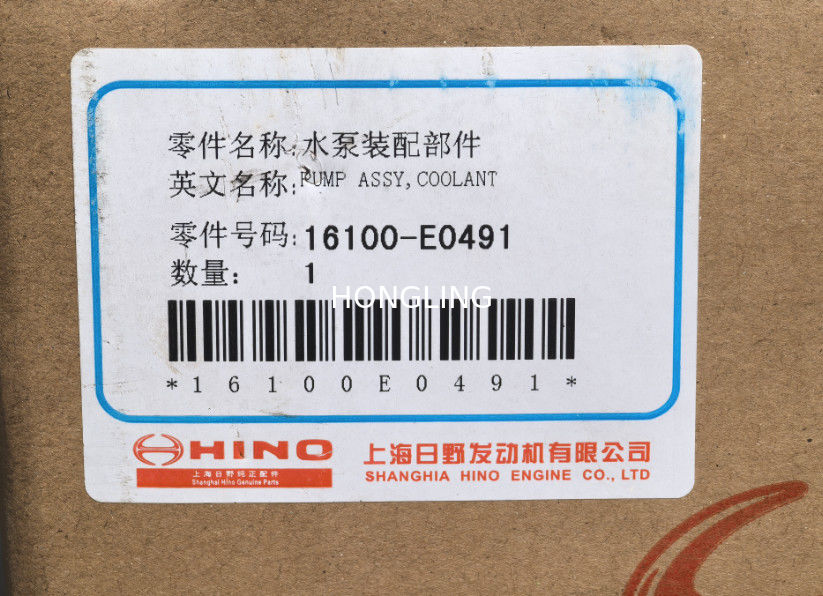 零件名称:水泵装配部件
英文名称:PUMP ASSY,COOLANT
零件号码:16100-E0491
数量: 1
HONGLING
*16100E0491*
HINO
上海日野纯正配件
Shanghai Hino Genuine Parts
上海日野发动机有限公司
SHANGHIA HINO ENGINE CO., LTD